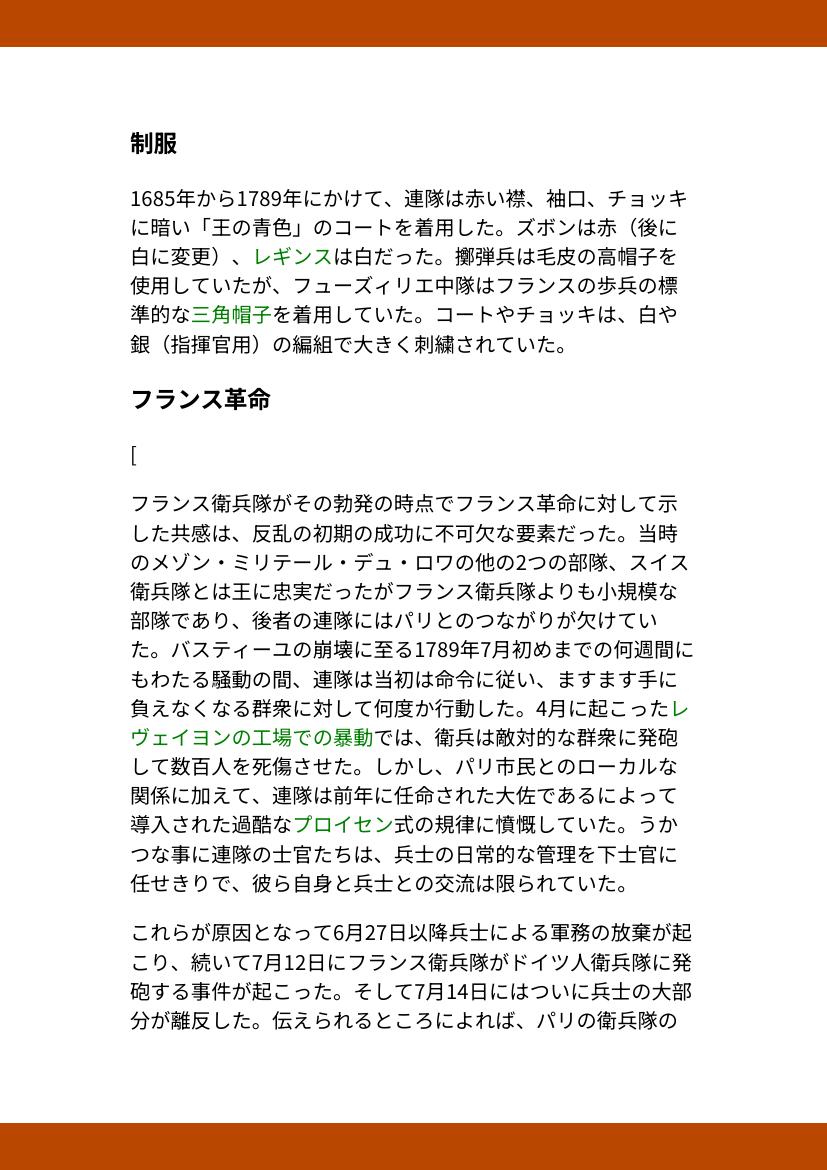 制服
1685年から1789年にかけて、連隊は赤い襟、袖口、チョッキ
に暗い「王の青色」のコートを着用した。ズボンは赤（後に
白に変更）、レギンスは白だった。擲弾兵は毛皮の高帽子を
使用していたが、フューズィリエ中隊はフランスの歩兵の標
準的な三角帽子を着用していた。コートやチョッキは、白や
銀（指揮官用）の編組で大きく刺繍されていた。
フランス革命
[
フランス衛兵隊がその勃発の時点でフランス革命に対して示
した共感は、反乱の初期の成功に不可欠な要素だった。当時
のメゾン・ミリテール・デュ・ロワの他の2つの部隊、スイス
衛兵隊とは王に忠実だったがフランス衛兵隊よりも小規模な
部隊であり、後者の連隊にはパリとのつながりが欠けてい
た。バスティーユの崩壊に至る1789年7月初めまでの何週間に
もわたる騒動の間、連隊は当初は命令に従い、ますます手に
負えなくなる群衆に対して何度か行動した。4月に起こったレ
ヴェイヨンの工場での暴動では、衛兵は敵対的な群衆に発砲
して数百人を死傷させた。しかし、パリ市民とのローカルな
関係に加えて、連隊は前年に任命された大佐であるによって
導入された過酷なプロイセン式の規律に憤慨していた。うか
つな事に連隊の士官たちは、兵士の日常的な管理を下士官に
任せきりで、彼ら自身と兵士との交流は限られていた。
これらが原因となって6月27日以降兵士による軍務の放棄が起
こり、続いて7月12日にフランス衛兵隊がドイツ人衛兵隊に発
砲する事件が起こった。そして7月14日にはついに兵士の大部
分が離反した。伝えられるところによれば、パリの衛兵隊の